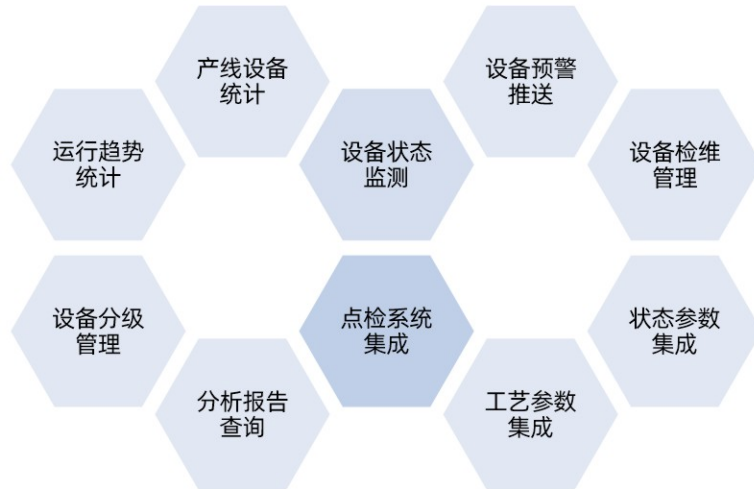 产线设备
统计
设备预警
推送
运行趋势
统计
设备状态
监测
设备检维
管理
设备分级
管理
点检系统
集成
状态参数
集成
分析报告
查询
工艺参数
集成